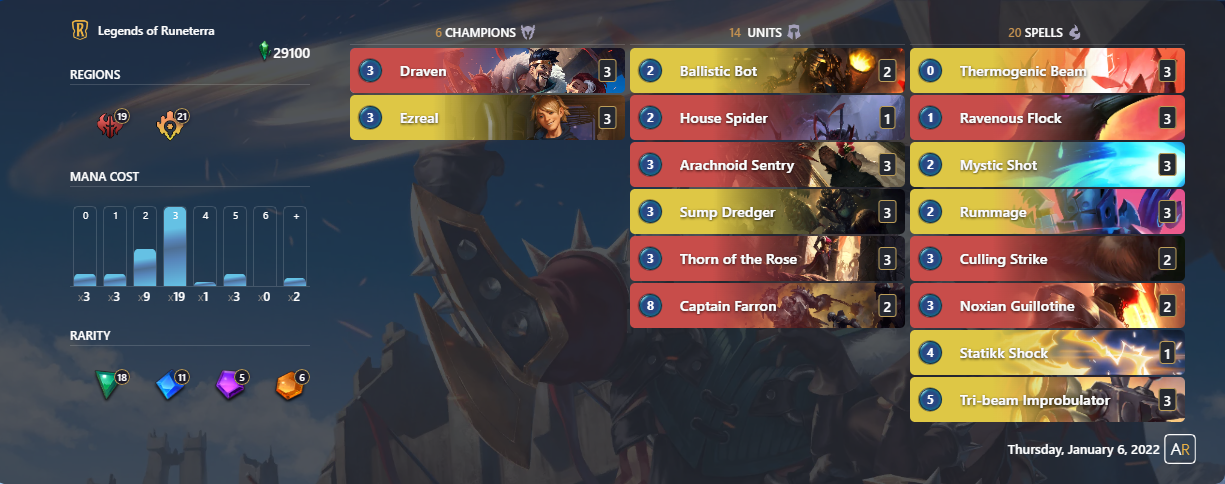 Legends of Runeterra
29100
REGIONS
19
21
MANA COST
0 1 2 3 4 5 6 +
x3 x3 x9 x19 x1 x3 x0 x2
RARITY
18
11
5
6
6 CHAMPIONS
3 Draven 3
3 Ezreal 3
14 UNITS
2 Ballistic Bot 2
2 House Spider 1
3 Arachnoid Sentry 3
3 Sump Dredger 3
3 Thorn of the Rose 3
8 Captain Farron 2
20 SPELLS
0 Thermogenic Beam 3
1 Ravenous Flock 3
2 Mystic Shot 3
2 Rummage 3
3 Culling Strike 2
3 Noxian Guillotine 2
4 Statikk Shock 1
5 Tri-beam Improbulator 3
Thursday, January 6, 2022 AR